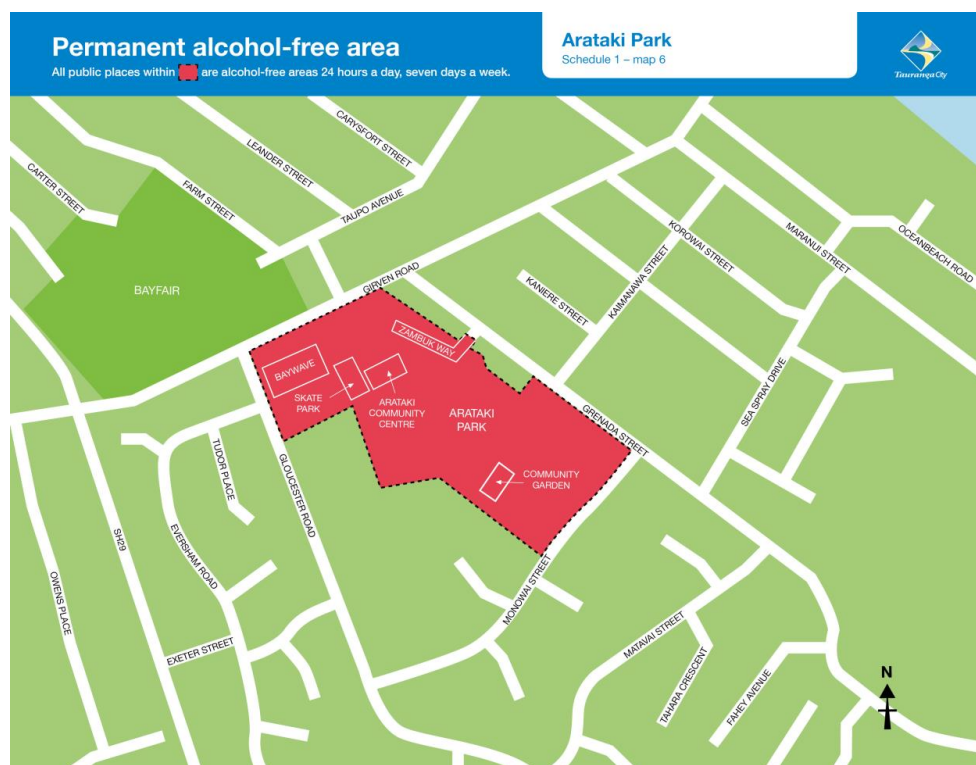 Permanent alcohol-free area
All public places within are alcohol-free areas 24 hours a day, seven days a week.
Arataki Park
Schedule 1 – map 6
Tauranga City
CARYSFORT STREET
LEANDER STREET
CARTER STREET
FARM STREET
TAUPO AVENUE
BAYFAIR
GIRVEN ROAD
KOROWAI STREET
MARANUI STREET
OCEANBEACH ROAD
KAIMANAWA STREET
KANIERE STREET
ZAMBUK WAY
BAYWAVE
SKATE
PARK
ARATAKI
COMMUNITY
CENTRE
ARATAKI
PARK
GRENADA STREET
SEA SPRAY DRIVE
COMMUNITY
GARDEN
TUDOR PLACE
GLOUCESTER ROAD
EVERSHAM ROAD
SH29
OWENS PLACE
EXETER STREET
MONOWAI STREET
MATAVAI STREET
TAHARA CRESCENT
FAHEY AVENUE
N